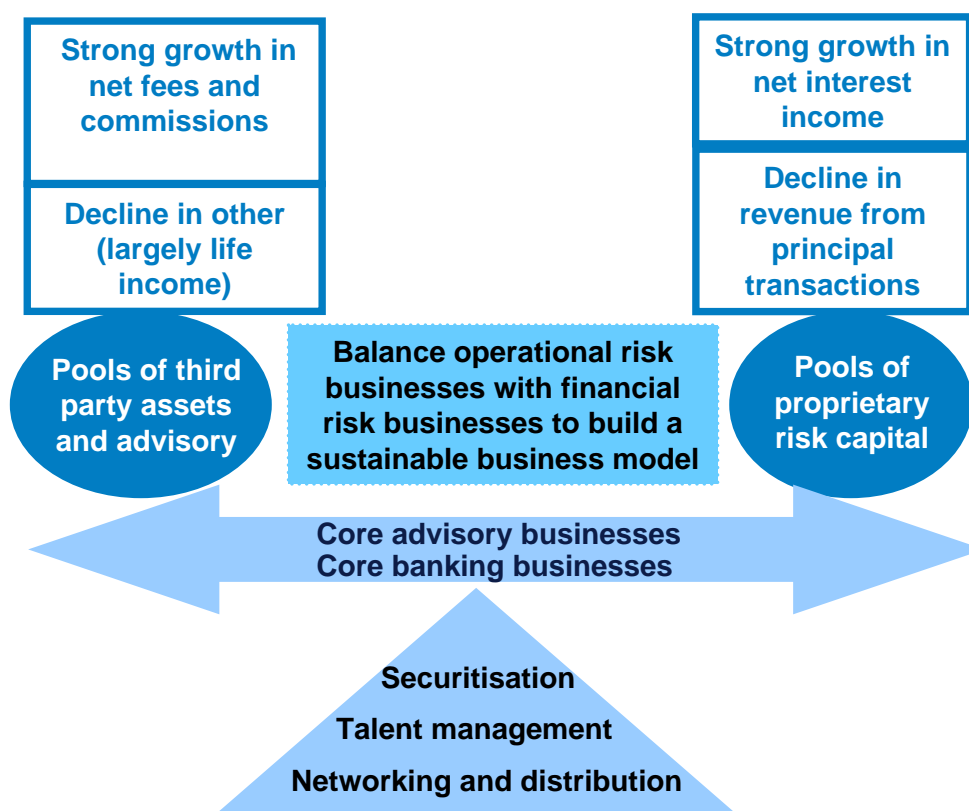 Strong growth in
net fees and
commissions
Decline in other
(largely life
income)
Strong growth in
net interest
income
Decline in
revenue from
principal
transactions
Pools of third
party assets
and advisory
Balance operational risk
businesses with financial
risk businesses to build a
sustainable business model
Pools of
proprietary
risk capital
Core advisory businesses
Core banking businesses
Securitisation
Talent management
Networking and distribution